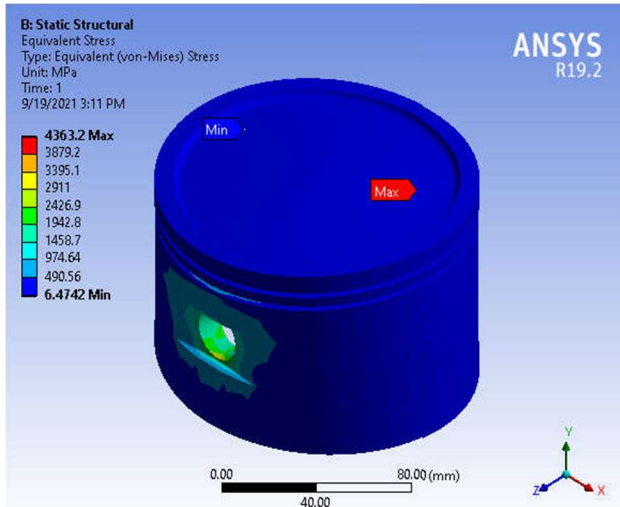 B: Static Structural
Equivalent Stress
Type: Equivalent (von-Mises) Stress
Unit: MPa
Time: 1
9/19/2021 3:11 PM
ANSYS
R19.2
4363.2 Max
3879.2
3395.1
2911
2426.9
1942.8
1458.7
974.64
490.56
6.4742 Min
Min
Max
0.00 80.00 (mm)
40.00
Y
Z X